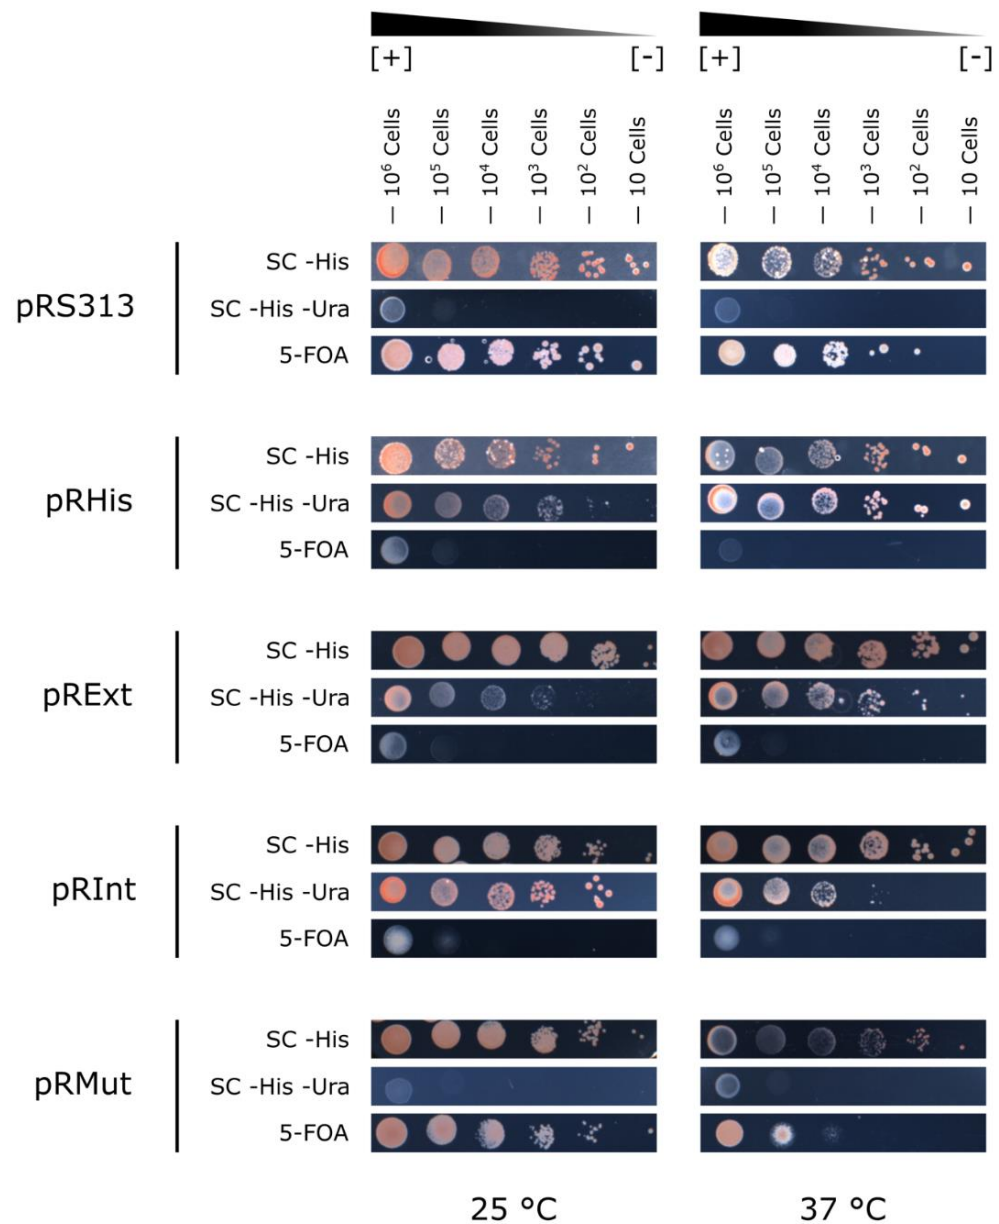 [+] [-] [+] [-]
— 10⁶ Cells — 10⁵ Cells — 10⁴ Cells — 10³ Cells — 10² Cells — 10 Cells — 10⁶ Cells — 10⁵ Cells — 10⁴ Cells — 10³ Cells — 10² Cells — 10 Cells
SC -His
pRS313 SC -His -Ura
5-FOA
SC -His
pRHis SC -His -Ura
5-FOA
SC -His
pRExt SC -His -Ura
5-FOA
SC -His
pRInt SC -His -Ura
5-FOA
SC -His
pRMut SC -His -Ura
5-FOA
25 °C 37 °C